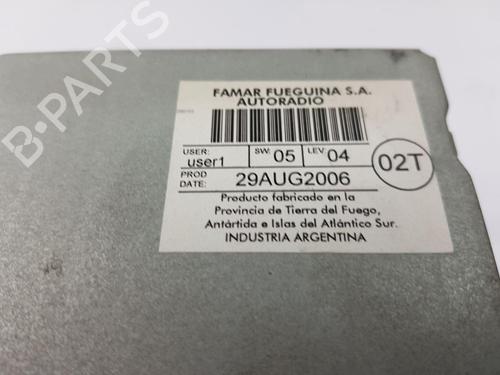 FAMAR FUEGUINA S.A.
AUTORADIO
USER: user1 SW: 05 LEV: 04
02T
PROD DATE: 29AUG2006
Producto fabricado en la
Provincia de Tierra del Fuego,
Antártida e Islas del Atlántico Sur.
INDUSTRIA ARGENTINA
B-PARTS